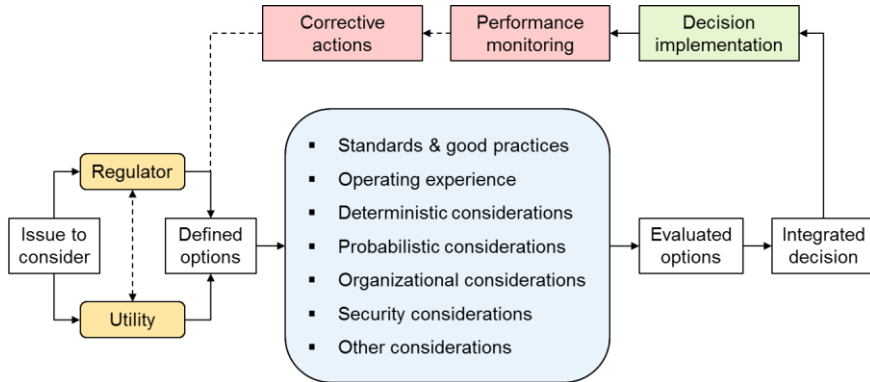 Corrective
actions
Performance
monitoring
Decision
implementation
Regulator
Issue to
consider
Utility
Defined
options
▪ Standards & good practices
▪ Operating experience
▪ Deterministic considerations
▪ Probabilistic considerations
▪ Organizational considerations
▪ Security considerations
▪ Other considerations
Evaluated
options
Integrated
decision